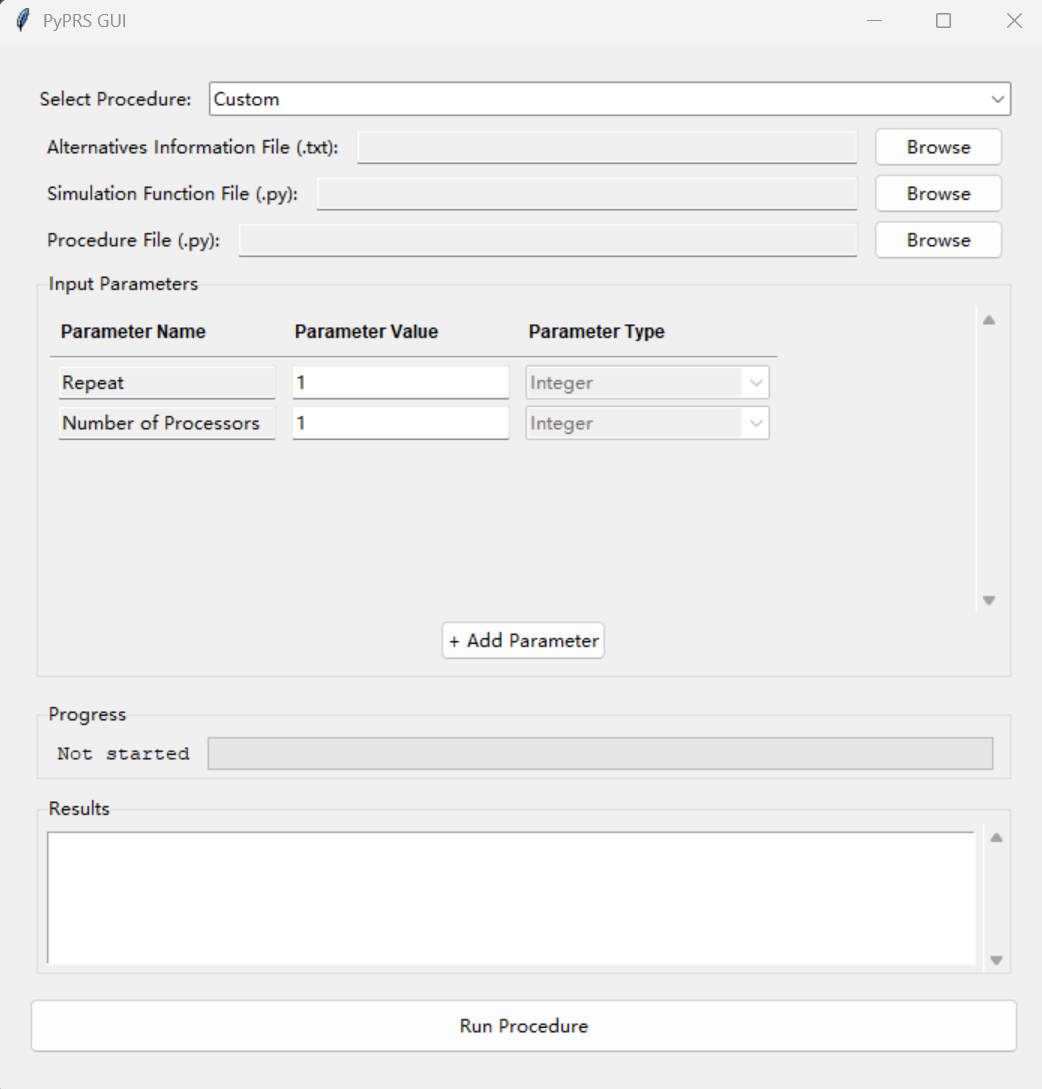 PyPRS GUI
Select Procedure: Custom
Alternatives Information File (.txt): Browse
Simulation Function File (.py): Browse
Procedure File (.py): Browse
Input Parameters
Parameter Name Parameter Value Parameter Type
Repeat 1 Integer
Number of Processors 1 Integer
+ Add Parameter
Progress
Not started
Results
Run Procedure